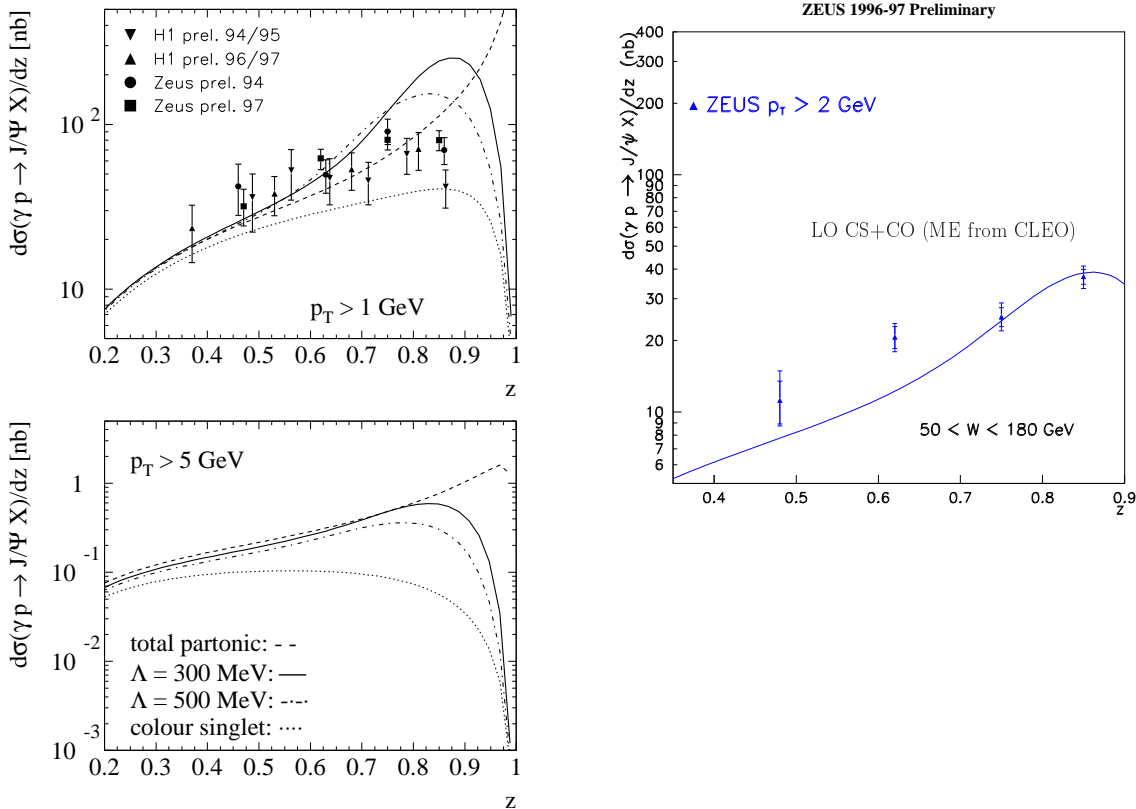 dσ(γ p → J/Ψ X)/dz [nb]
▼ H1 prel. 94/95
▲ H1 prel. 96/97
● Zeus prel. 94
■ Zeus prel. 97
10²
10
p_T > 1 GeV
0.2 0.3 0.4 0.5 0.6 0.7 0.8 0.9 1
z
dσ(γ p → J/Ψ X)/dz [nb]
p_T > 5 GeV
1
10⁻¹
10⁻²
10⁻³
total partonic:
Λ = 300 MeV:
Λ = 500 MeV:
colour singlet:
0.2 0.3 0.4 0.5 0.6 0.7 0.8 0.9 1
z
ZEUS 1996-97 Preliminary
dσ(γ p → J/ψ X)/dz (nb)
400
300
200
100
90
80
70
60
50
40
30
20
10
9
8
7
6
▲ ZEUS p_T > 2 GeV
LO CS+CO (ME from CLEO)
50 < W < 180 GeV
0.4 0.5 0.6 0.7 0.8 0.9
z